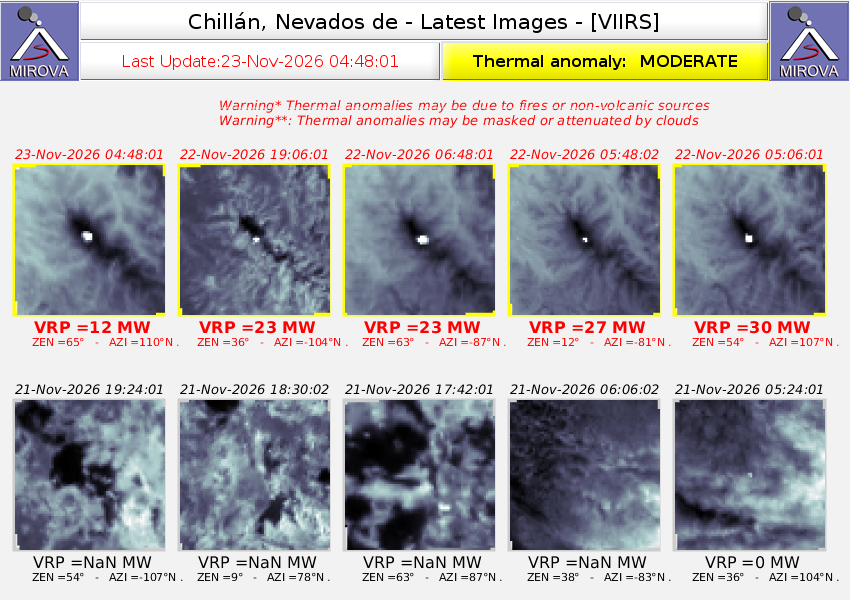 Chillán, Nevados de - Latest Images - [VIIRS]
MIROVA
Last Update:23-Nov-2026 04:48:01
Thermal anomaly: MODERATE
MIROVA
Warning* Thermal anomalies may be due to fires or non-volcanic sources
Warning**: Thermal anomalies may be masked or attenuated by clouds
23-Nov-2026 04:48:01 22-Nov-2026 19:06:01 22-Nov-2026 06:48:01 22-Nov-2026 05:48:02 22-Nov-2026 05:06:01
VRP =12 MW VRP =23 MW VRP =23 MW VRP =27 MW VRP =30 MW
ZEN =65° - AZI =110°N . ZEN =36° - AZI =-104°N . ZEN =63° - AZI =-87°N . ZEN =12° - AZI =-81°N . ZEN =54° - AZI =107°N .
21-Nov-2026 19:24:01 21-Nov-2026 18:30:02 21-Nov-2026 17:42:01 21-Nov-2026 06:06:02 21-Nov-2026 05:24:01
VRP =NaN MW VRP =NaN MW VRP =NaN MW VRP =NaN MW VRP =0 MW
ZEN =54° - AZI =-107°N . ZEN =9° - AZI =78°N . ZEN =63° - AZI =87°N . ZEN =38° - AZI =-83°N . ZEN =36° - AZI =104°N .